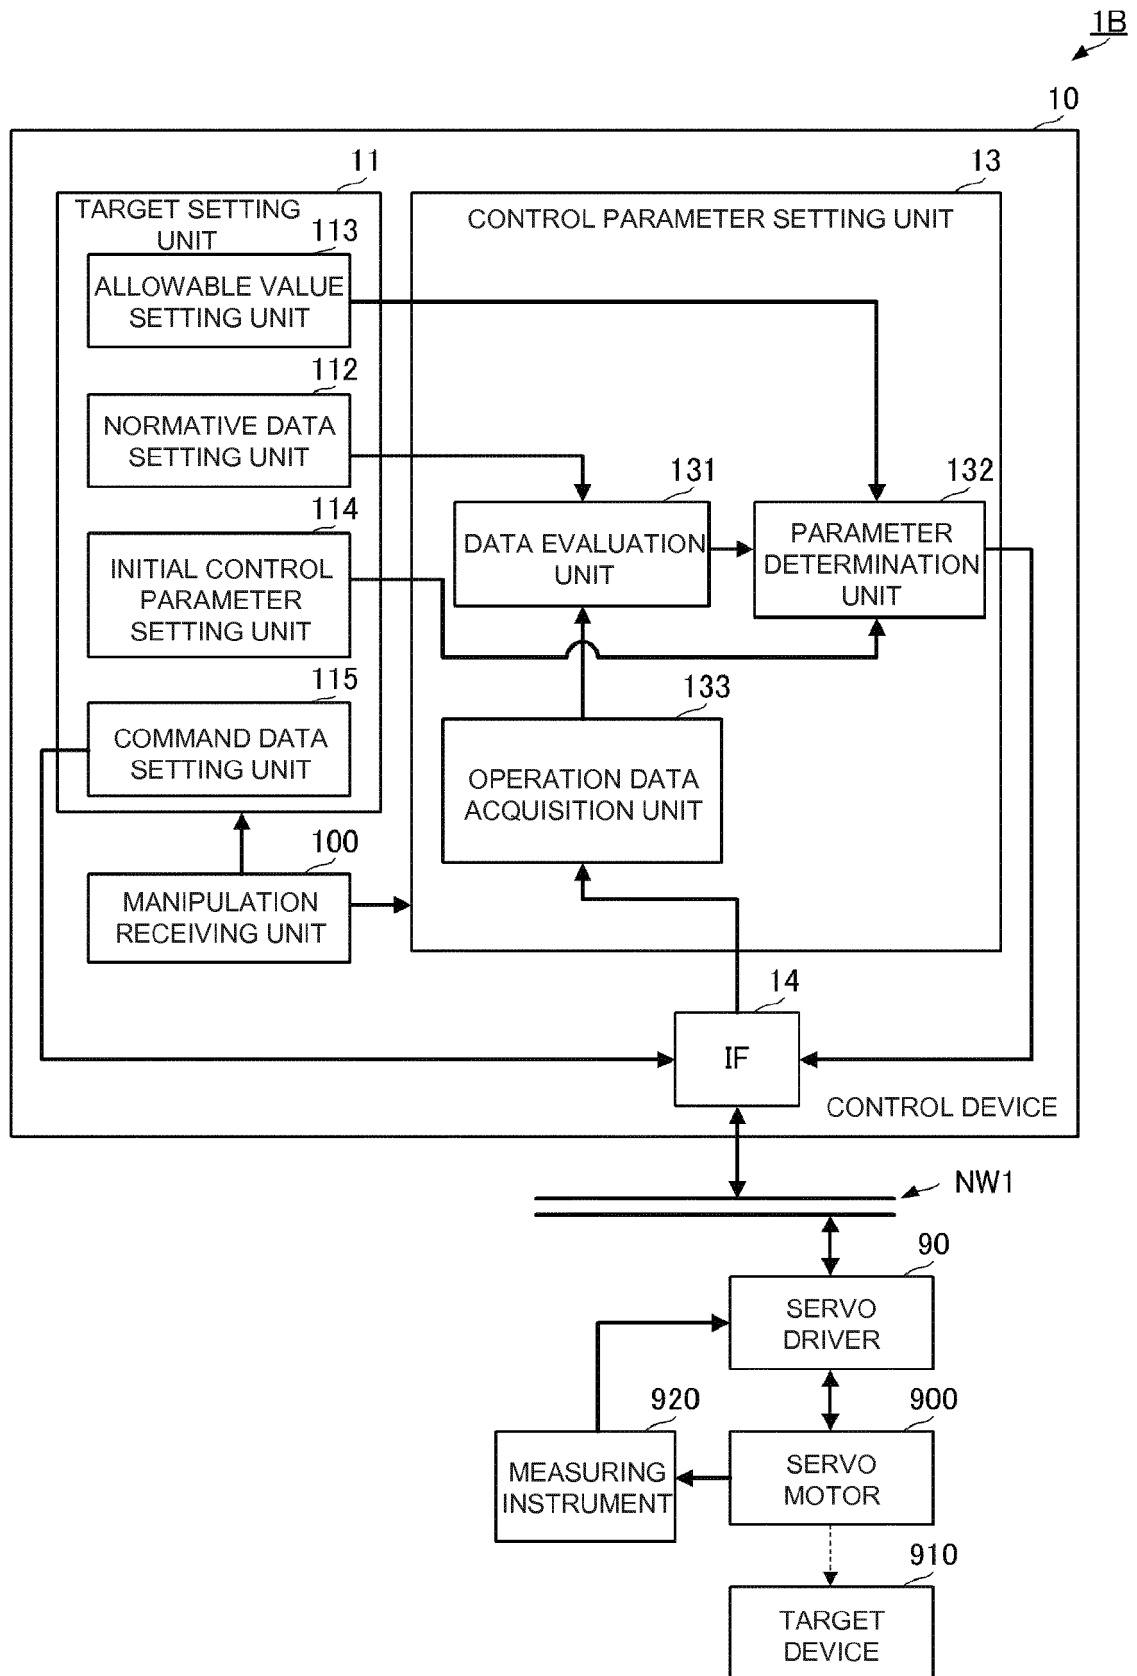 1B
10
11
TARGET SETTING
UNIT
113
ALLOWABLE VALUE
SETTING UNIT
112
NORMATIVE DATA
SETTING UNIT
114
INITIAL CONTROL
PARAMETER
SETTING UNIT
115
COMMAND DATA
SETTING UNIT
100
MANIPULATION
RECEIVING UNIT
13
CONTROL PARAMETER SETTING UNIT
131
DATA EVALUATION
UNIT
132
PARAMETER
DETERMINATION
UNIT
133
OPERATION DATA
ACQUISITION UNIT
14
IF
CONTROL DEVICE
NW1
90
SERVO
DRIVER
920
MEASURING
INSTRUMENT
900
SERVO
MOTOR
910
TARGET
DEVICE